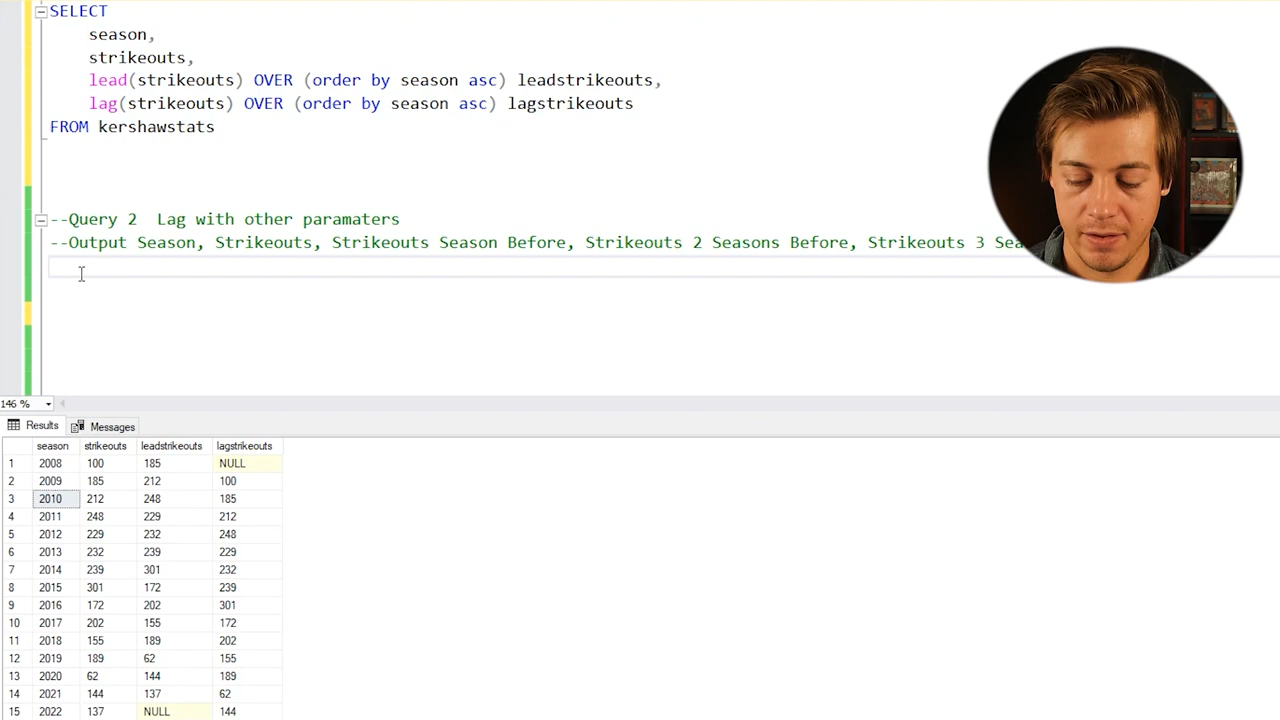 SELECT
season,
strikeouts,
lead(strikeouts) OVER (order by season asc) leadstrikeouts,
lag(strikeouts) OVER (order by season asc) lagstrikeouts
FROM kershawstats
--Query 2  Lag with other paramaters
--Output Season, Strikeouts, Strikeouts Season Before, Strikeouts 2 Seasons Before, Strikeouts 3
146 %
Results Messages
season strikeouts leadstrikeouts lagstrikeouts
1 2008 100 185 NULL
2 2009 185 212 100
3 2010 212 248 185
4 2011 248 229 212
5 2012 229 232 248
6 2013 232 239 229
7 2014 239 301 232
8 2015 301 172 239
9 2016 172 202 301
10 2017 202 155 172
11 2018 155 189 202
12 2019 189 62 155
13 2020 62 144 189
14 2021 144 137 62
15 2022 137 NULL 144